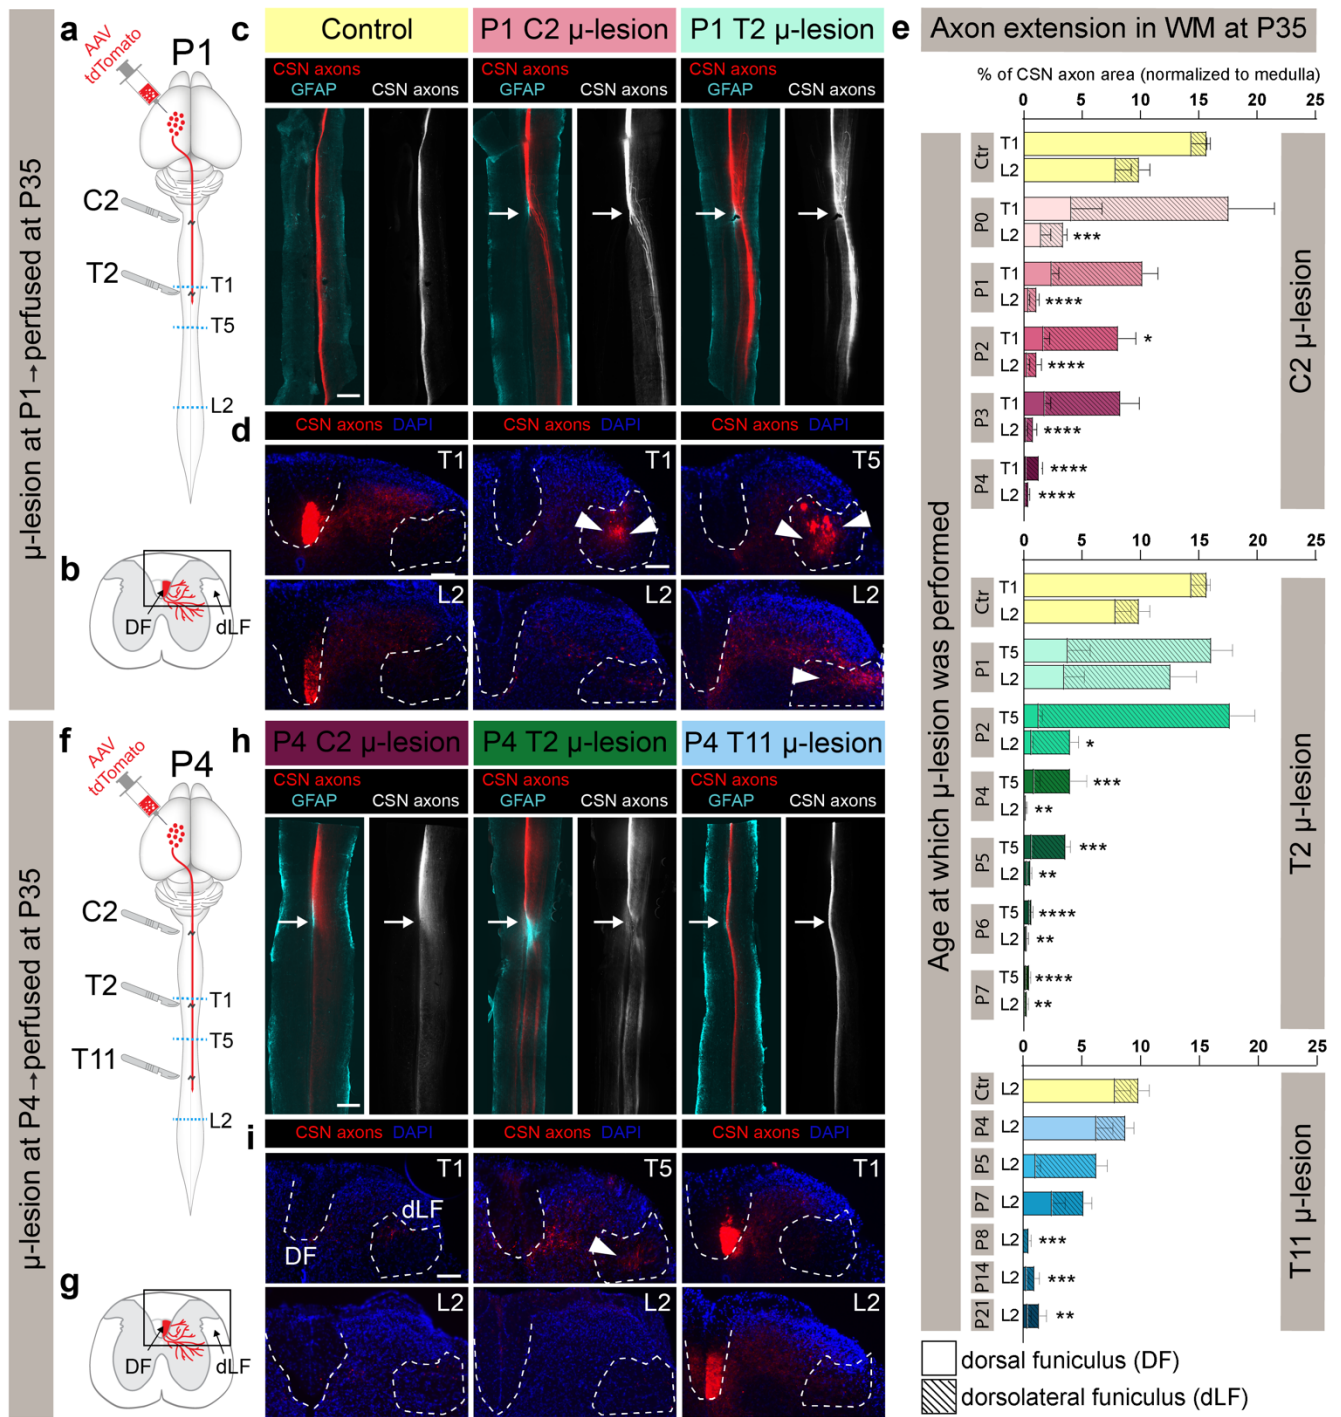 a
AAV
tdTomato
P1
C2
T2
T1
T5
L2
μ-lesion at P1→perfused at P35
b
DF
dLF
c
Control
P1 C2 μ-lesion
P1 T2 μ-lesion
CSN axons
GFAP
CSN axons
CSN axons
GFAP
CSN axons
CSN axons
GFAP
CSN axons
d
CSN axons DAPI
CSN axons DAPI
CSN axons DAPI
T1
T1
T5
L2
L2
L2
e
Axon extension in WM at P35
% of CSN axon area (normalized to medulla)
0 5 10 15 20 25
Age at which μ-lesion was performed
Ctr
T1
L2
P0
T1
L2 ***
P1
T1
L2 ****
P2
T1 *
L2 ****
P3
T1
L2 ****
P4
T1 ****
L2 ****
C2 μ-lesion
0 5 10 15 20 25
Ctr
T1
L2
P1
T5
L2
P2
T5
L2 *
P4
T5 ***
L2 **
P5
T5 ***
L2 **
P6
T5 ****
L2 **
P7
T5 ****
L2 **
T2 μ-lesion
0 5 10 15 20 25
Ctr L2
P4 L2
P5 L2
P7 L2
P8 L2 ***
P14 L2 ***
P21 L2 **
T11 μ-lesion
dorsal funiculus (DF)
dorsolateral funiculus (dLF)
f
AAV
tdTomato
P4
C2
T2
T11
T1
T5
L2
μ-lesion at P4→perfused at P35
g
DF
dLF
h
P4 C2 μ-lesion
P4 T2 μ-lesion
P4 T11 μ-lesion
CSN axons
GFAP
CSN axons
CSN axons
GFAP
CSN axons
CSN axons
GFAP
CSN axons
i
CSN axons DAPI
CSN axons DAPI
CSN axons DAPI
T1
dLF
DF
T5
T1
L2
L2
L2